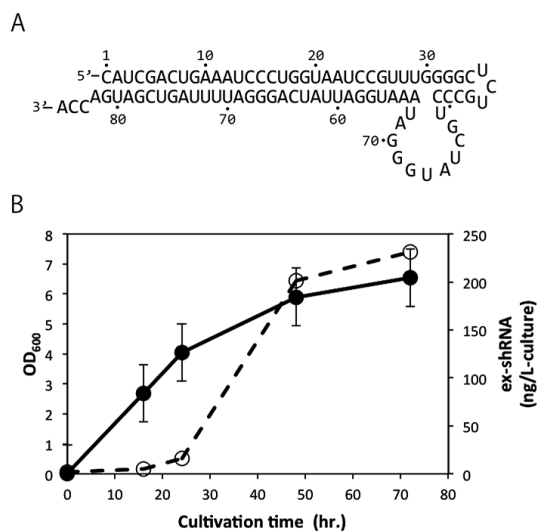 A
1 10 20 30
5'–CAUCGACUGAAAUCCCUGGUAAUCCGUUUGGGGC U
C
3'–ACC AGUAGCUGAUUUUAGGGACUAUUAGGUAAA CCCG U
80 70 60 U U
A G
70 G C
G U
G U A
B
8 250
7
6 200
5 150
4
3 100
2
1 50
0 0
0 10 20 30 40 50 60 70 80
OD600
ex-shRNA
(ng/L-culture)
Cultivation time (hr.)